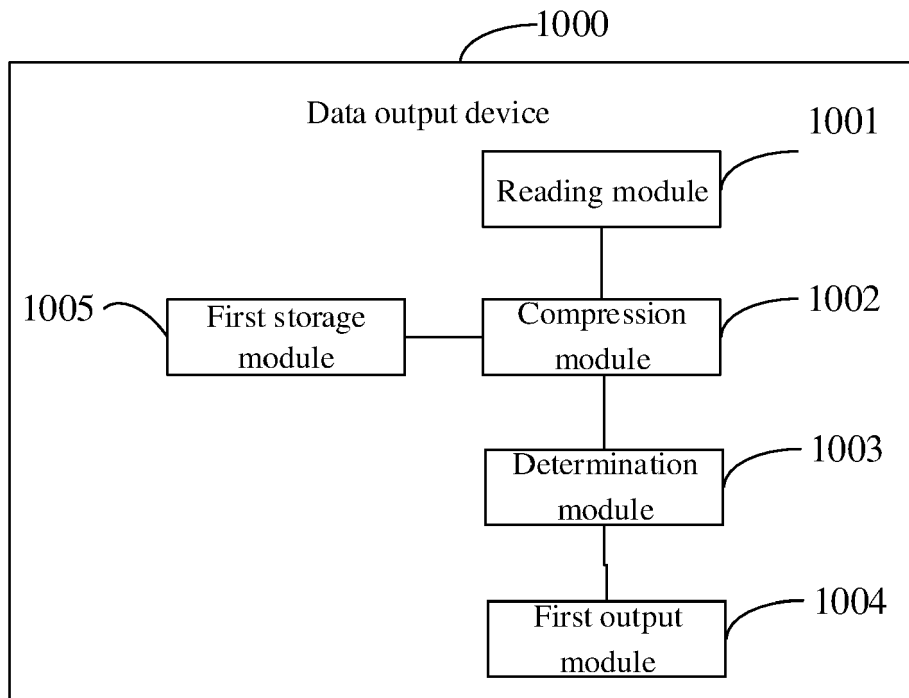 1000
Data output device
1001
Reading module
1005
First storage
module
Compression
module
1002
Determination
module
1003
First output
module
1004